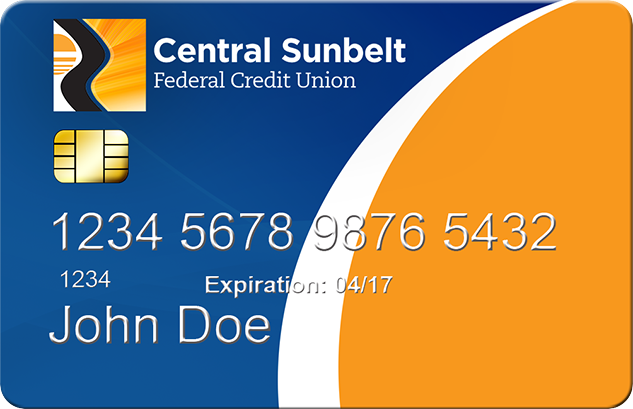 Central Sunbelt
Federal Credit Union
1234 5678 9876 5432
1234
Expiration: 04/17
John Doe